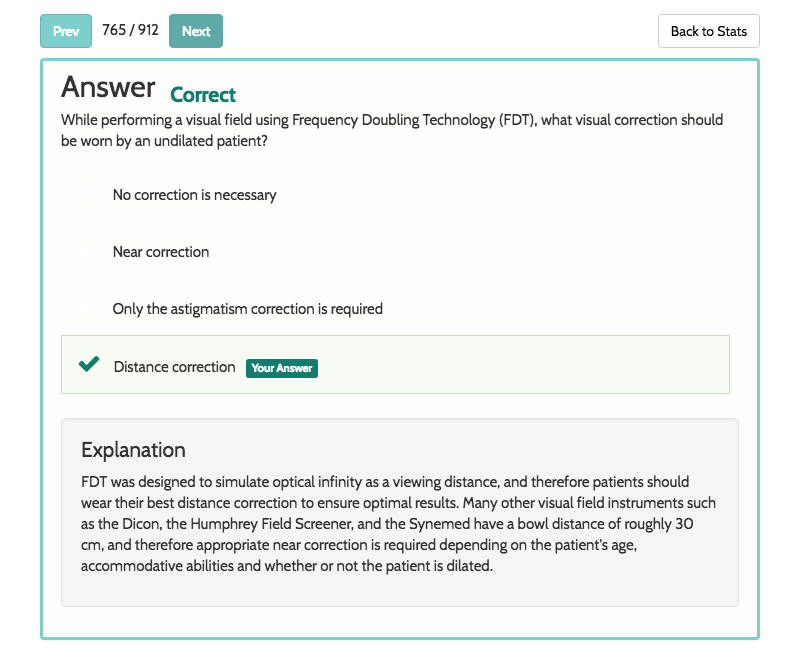 Prev 765 / 912 Next Back to Stats
Answer Correct
While performing a visual field using Frequency Doubling Technology (FDT), what visual correction should
be worn by an undilated patient?
No correction is necessary
Near correction
Only the astigmatism correction is required
Distance correction Your Answer
Explanation
FDT was designed to simulate optical infinity as a viewing distance, and therefore patients should
wear their best distance correction to ensure optimal results. Many other visual field instruments such
as the Dicon, the Humphrey Field Screener, and the Synemed have a bowl distance of roughly 30
cm, and therefore appropriate near correction is required depending on the patient's age,
accommodative abilities and whether or not the patient is dilated.